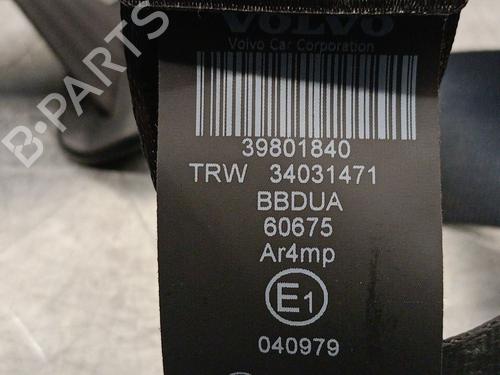 VOLVO
Volvo Car Corporation
39801840
TRW 34031471
BBDUA
60675
Ar4mp
E1
040979
B-PARTS